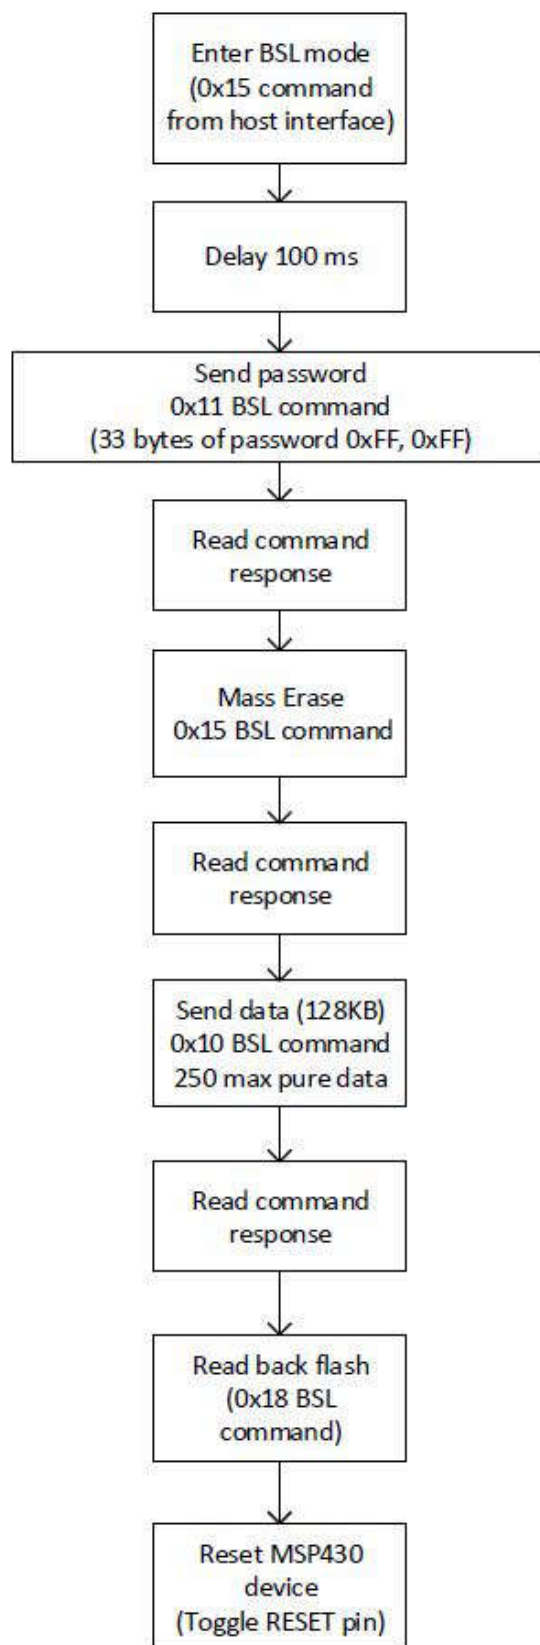 Enter BSL mode
(0x15 command
from host interface)
Delay 100 ms
Send password
0x11 BSL command
(33 bytes of password 0xFF, 0xFF)
Read command
response
Mass Erase
0x15 BSL command
Read command
response
Send data (128KB)
0x10 BSL command
250 max pure data
Read command
response
Read back flash
(0x18 BSL
command)
Reset MSP430
device
(Toggle RESET pin)